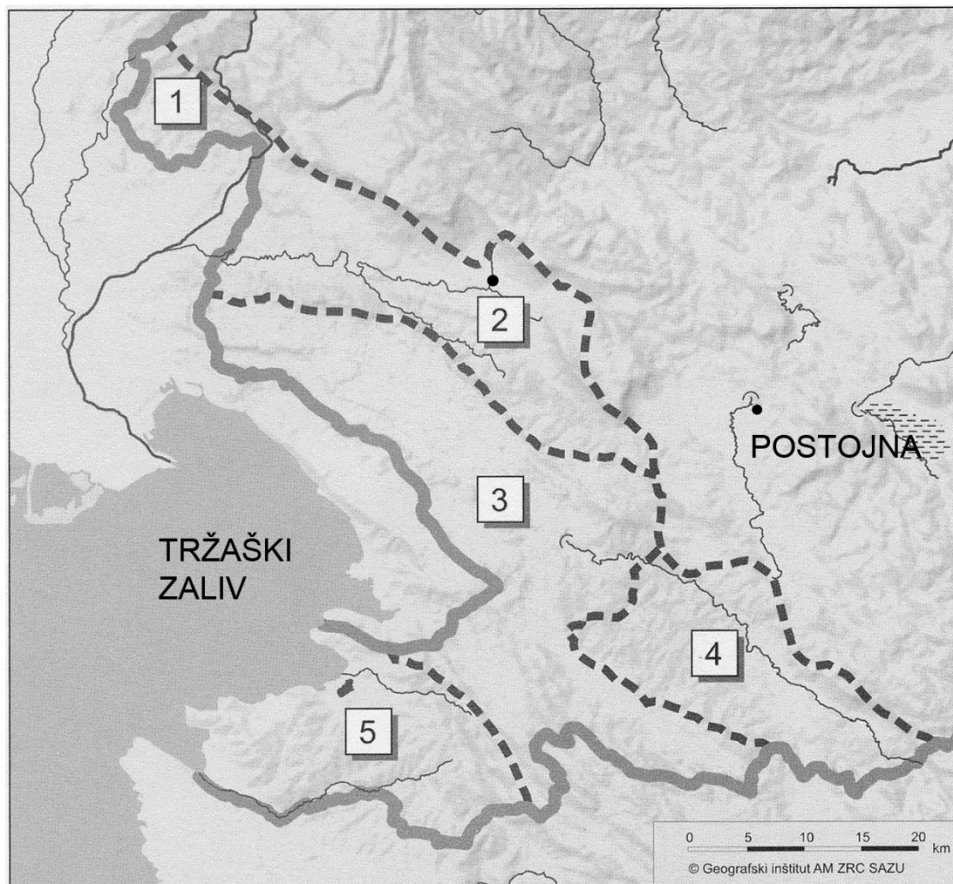 1
2
POSTOJNA
3
TRŽAŠKI
ZALIV
4
5
0 5 10 15 20
km
© Geografski inštitut AM ZRC SAZU